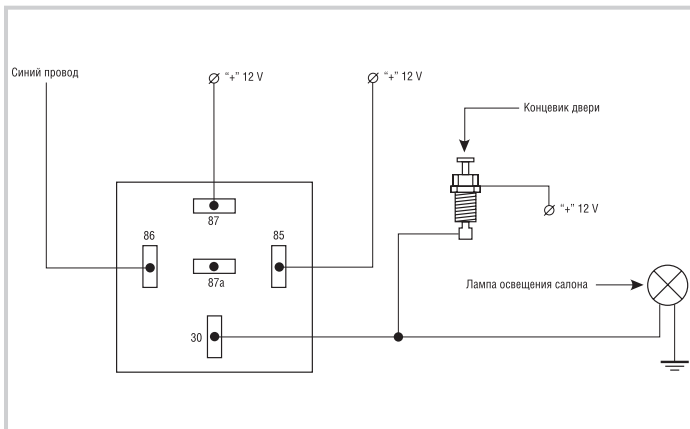 Синий провод
“+” 12 V
“+” 12 V
Концевик двери
“+” 12 V
87
86
85
87a
Лампа освещения салона
30